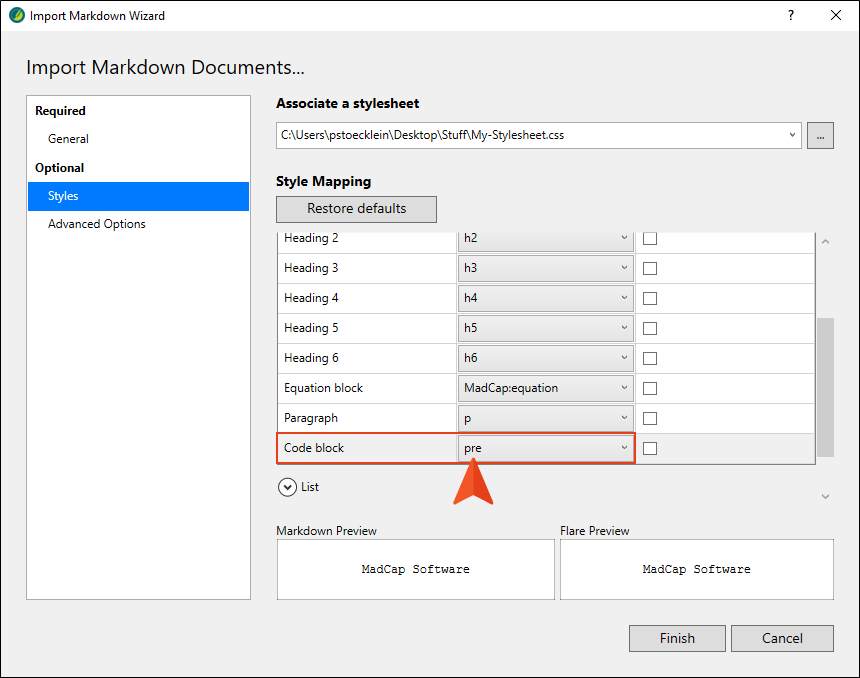 Import Markdown Wizard
?
Import Markdown Documents...
Required
General
Optional
Styles
Advanced Options
Associate a stylesheet
C:\Users\pstoecklein\Desktop\Stuff\My-Stylesheet.css
...
Style Mapping
Restore defaults
Heading 2 h2
Heading 3 h3
Heading 4 h4
Heading 5 h5
Heading 6 h6
Equation block MadCap:equation
Paragraph p
Code block pre
List
Markdown Preview Flare Preview
MadCap Software MadCap Software
Finish Cancel